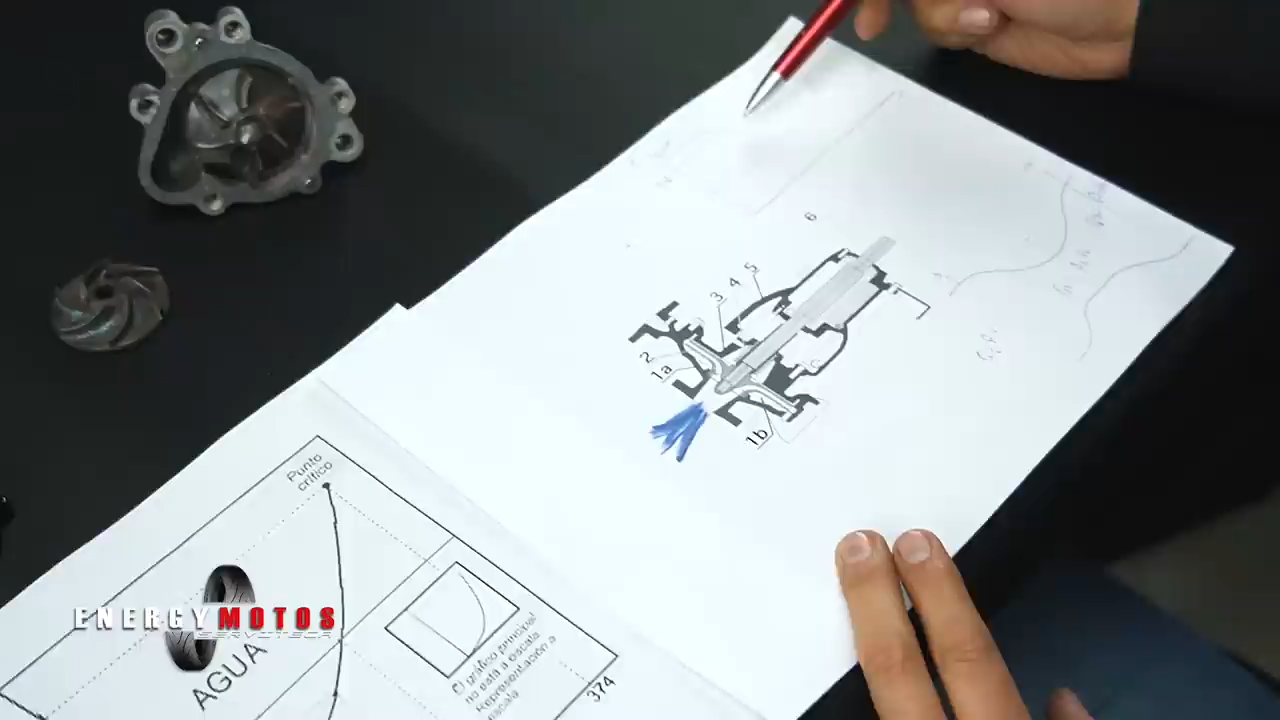 6
5
4
3
2
1a
1b
Punto
crítico
AGUA
El gráfico principal
no está a escala
Representación a
escala
374
ENERGYMOTOS
SERVOTECA